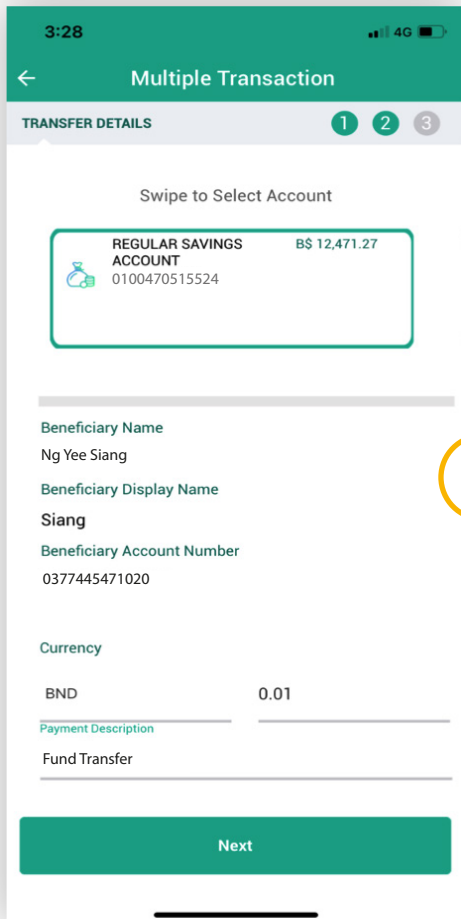 3:28 4G
Multiple Transaction
TRANSFER DETAILS 1 2 3
Swipe to Select Account
REGULAR SAVINGS B$ 12,471.27
ACCOUNT
0100470515524
Beneficiary Name
Ng Yee Siang
Beneficiary Display Name
Siang
Beneficiary Account Number
0377445471020
Currency
BND 0.01
Payment Description
Fund Transfer
Next